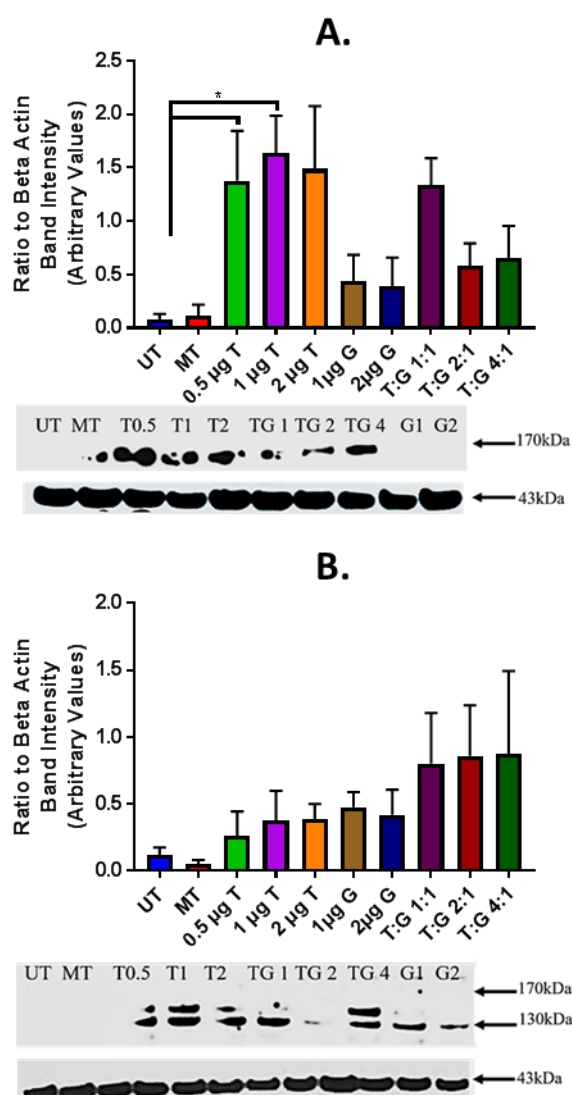 A.
Ratio to Beta Actin
Band Intensity
(Arbitrary Values)
2.5
2.0
1.5
1.0
0.5
0.0
*
UT
MT
0.5 µg T
1 µg T
2 µg T
1µg G
2µg G
T:G 1:1
T:G 2:1
T:G 4:1
UT MT T0.5 T1 T2 TG 1 TG 2 TG 4 G1 G2
170kDa
43kDa
B.
Ratio to Beta Actin
Band Intensity
(Arbitrary Values)
2.0
1.5
1.0
0.5
0.0
UT
MT
0.5 µg T
1 µg T
2 µg T
1µg G
2µg G
T:G 1:1
T:G 2:1
T:G 4:1
UT MT T0.5 T1 T2 TG 1 TG 2 TG 4 G1 G2
170kDa
130kDa
43kDa